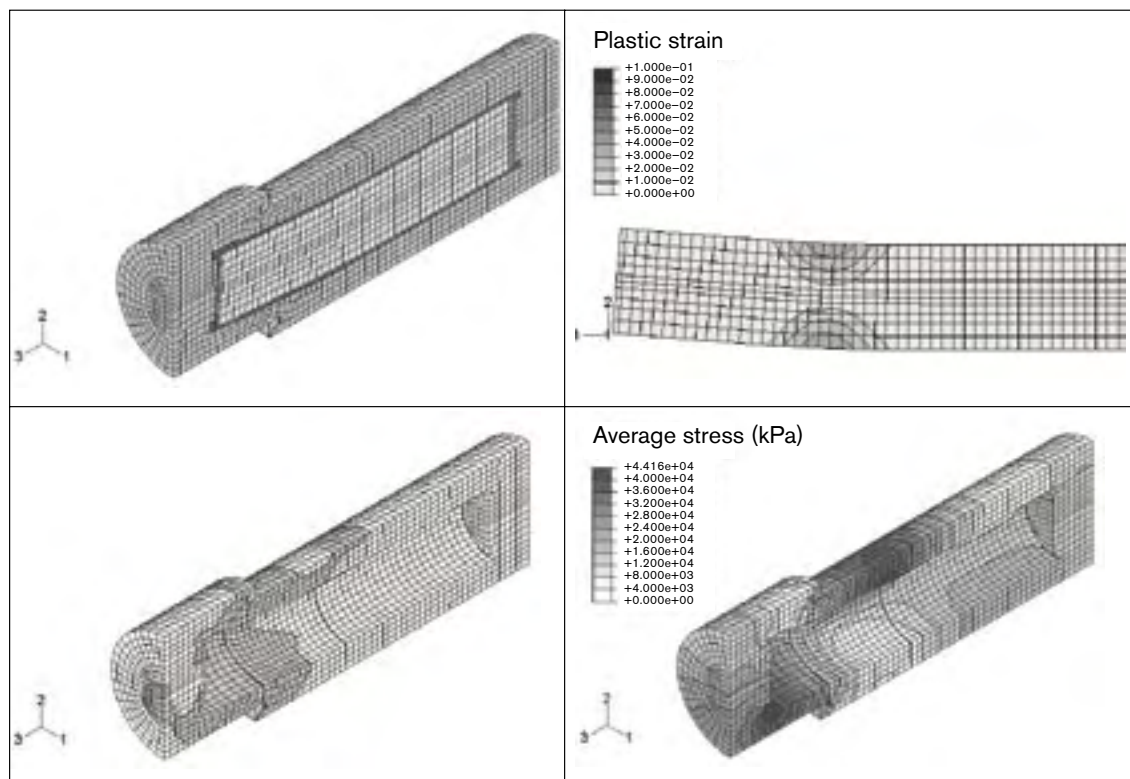 2
3
1
Plastic strain
+1.000e−01
+9.000e−02
+8.000e−02
+7.000e−02
+6.000e−02
+5.000e−02
+4.000e−02
+3.000e−02
+2.000e−02
+1.000e−02
+0.000e+00
2
2
3
1
Average stress (kPa)
+4.416e+04
+4.000e+04
+3.600e+04
+3.200e+04
+2.800e+04
+2.400e+04
+2.000e+04
+1.600e+04
+1.200e+04
+8.000e+03
+4.000e+03
+0.000e+00
2
3
1